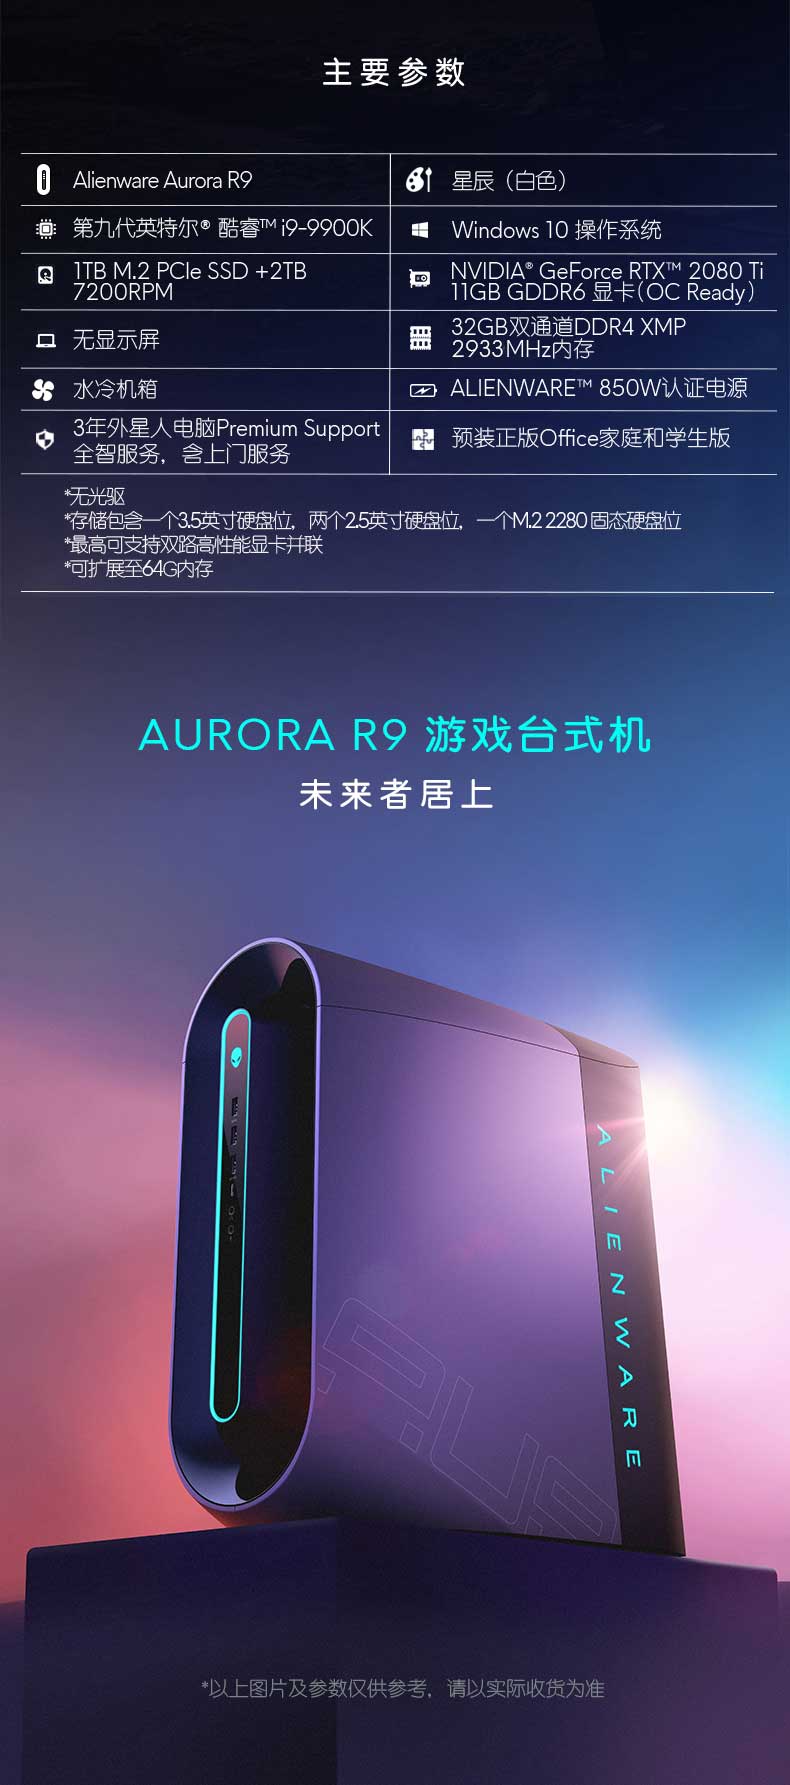 主要参数
Alienware Aurora R9
星辰（白色）
第九代英特尔® 酷睿™ i9-9900K
Windows 10 操作系统
1TB M.2 PCIe SSD +2TB
7200RPM
NVIDIA® GeForce RTX™ 2080 Ti
11GB GDDR6 显卡（OC Ready）
无显示屏
32GB双通道DDR4 XMP
2933MHz内存
水冷机箱
ALIENWARE™ 850W认证电源
3年外星人电脑Premium Support
全智服务，含上门服务
预装正版Office家庭和学生版
*无光驱
*存储包含一个3.5英寸硬盘位，两个2.5英寸硬盘位，一个M.2 2280 固态硬盘位
*最高可支持双路高性能显卡并联
*可扩展至64G内存
AURORA R9 游戏台式机
未来者居上
ALIENWARE
*以上图片及参数仅供参考，请以实际收货为准